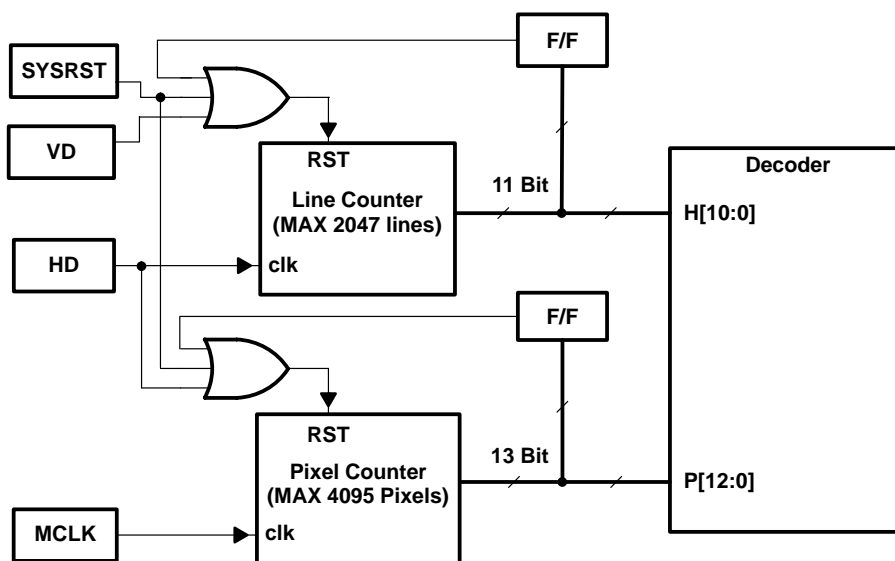 F/F
SYSRST
VD
RST
Line Counter
(MAX 2047 lines)
clk
11 Bit
Decoder
H[10:0]
HD
F/F
RST
Pixel Counter
(MAX 4095 Pixels)
clk
13 Bit
P[12:0]
MCLK